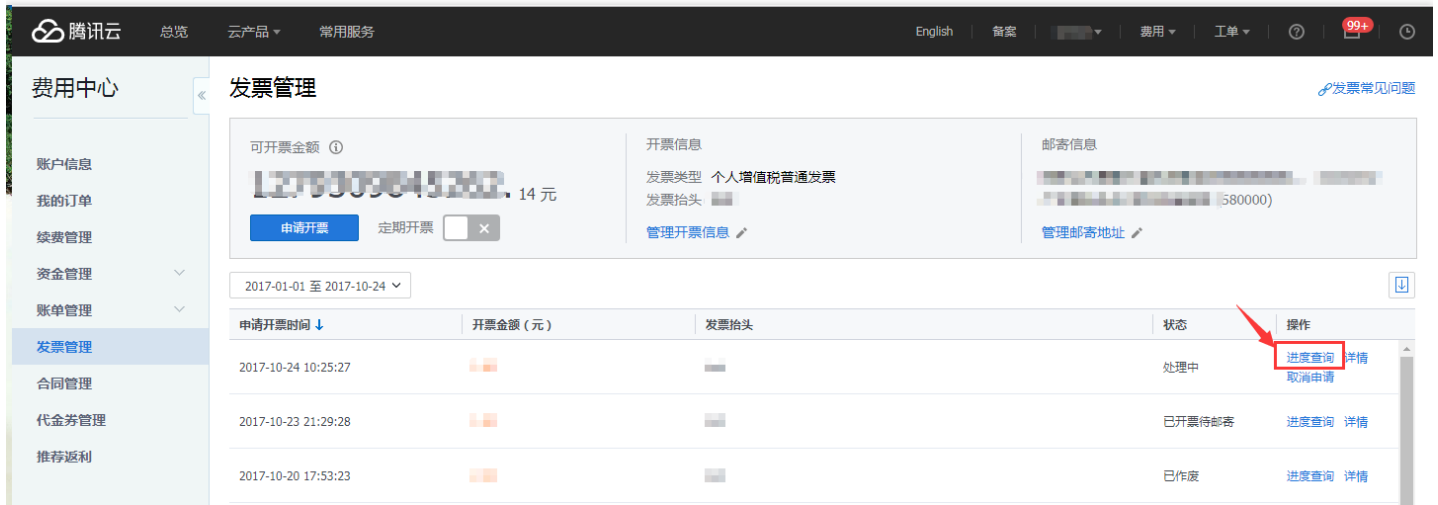 腾讯云 总览 云产品 常用服务 English 备案 费用 工单 99+
费用中心
账户信息
我的订单
续费管理
资金管理
账单管理
发票管理
合同管理
代金券管理
推荐返利
发票管理
发票常见问题
可开票金额
14 元
申请开票 定期开票
开票信息
发票类型 个人增值税普通发票
发票抬头
管理开票信息
邮寄信息
580000)
管理邮寄地址
2017-01-01 至 2017-10-24
申请开票时间 开票金额(元) 发票抬头 状态 操作
2017-10-24 10:25:27 处理中 进度查询 详情
取消申请
2017-10-23 21:29:28 已开票待邮寄 进度查询 详情
2017-10-20 17:53:23 已作废 进度查询 详情